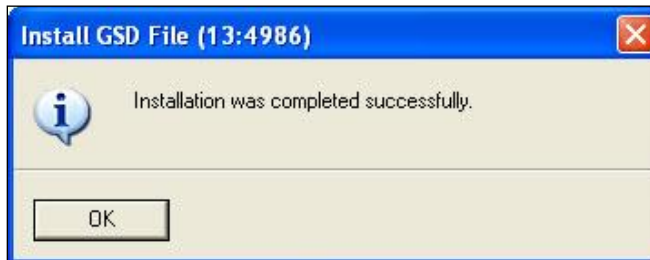 Install GSD File (13:4986)
Installation was completed successfully.
OK